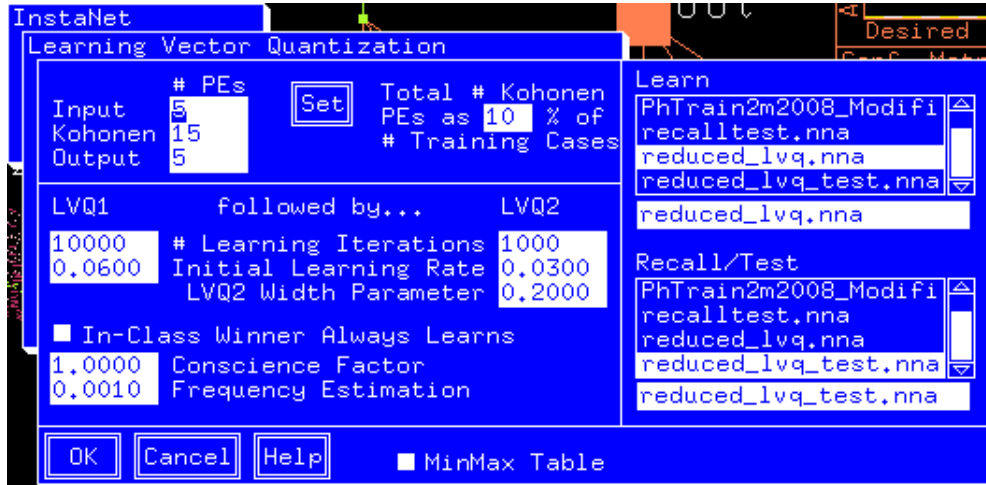 InstaNet
Out
Desired
Learning Vector Quantization
# PEs
Input 5
Kohonen 15
Output 5
Set
Total # Kohonen
PEs as 10 % of
# Training Cases
LVQ1 followed by... LVQ2
10000 # Learning Iterations 1000
0.0600 Initial Learning Rate 0.0300
LVQ2 Width Parameter 0.2000
In-Class Winner Always Learns
1.0000 Conscience Factor
0.0010 Frequency Estimation
Learn
PhTrain2m2008_Modifi
recalltest.nna
reduced_lvq.nna
reduced_lvq_test.nna
reduced_lvq.nna
Recall/Test
PhTrain2m2008_Modifi
recalltest.nna
reduced_lvq.nna
reduced_lvq_test.nna
reduced_lvq_test.nna
OK Cancel Help MinMax Table